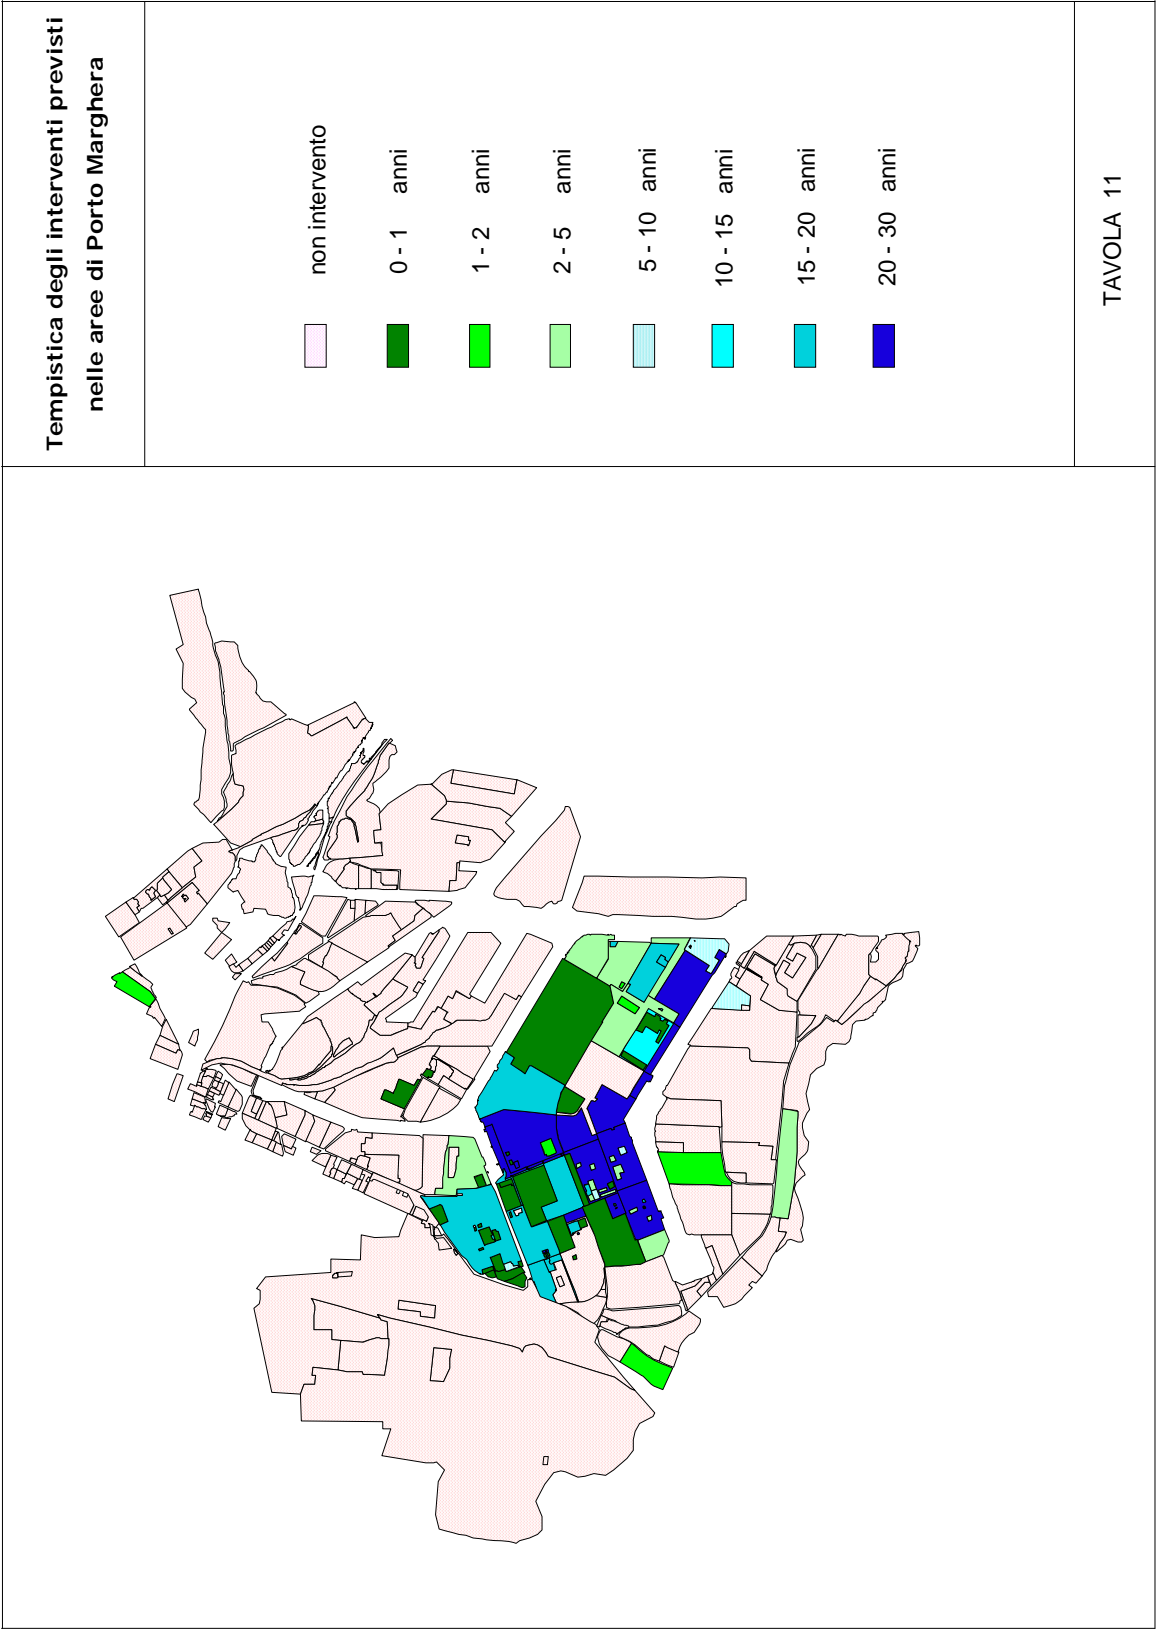 Tempistica degli interventi previsti
nelle aree di Porto Marghera
non intervento
0 - 1 anni
1 - 2 anni
2 - 5 anni
5 - 10 anni
10 - 15 anni
15 - 20 anni
20 - 30 anni
TAVOLA 11